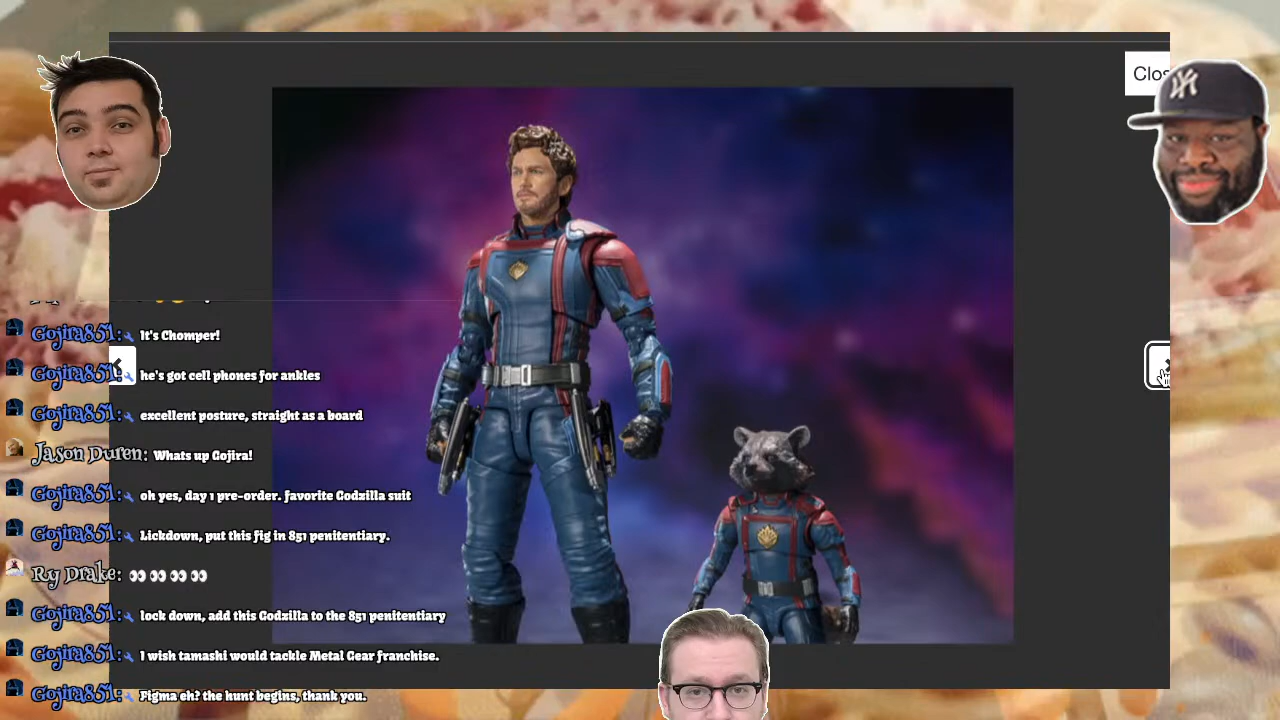 Clos
Gojira851: It's Chomper!
Gojira851: he's got cell phones for ankles
Gojira851: excellent posture, straight as a board
Jason Duren: Whats up Gojira!
Gojira851: oh yes, day 1 pre-order. favorite Godzilla suit
Gojira851: Lickdown, put this fig in 851 penitentiary.
Ry Drake: 👀👀👀👀
Gojira851: lock down, add this Godzilla to the 851 penitentiary
Gojira851: I wish tamashi would tackle Metal Gear franchise.
Gojira851: Figma eh? the hunt begins, thank you.